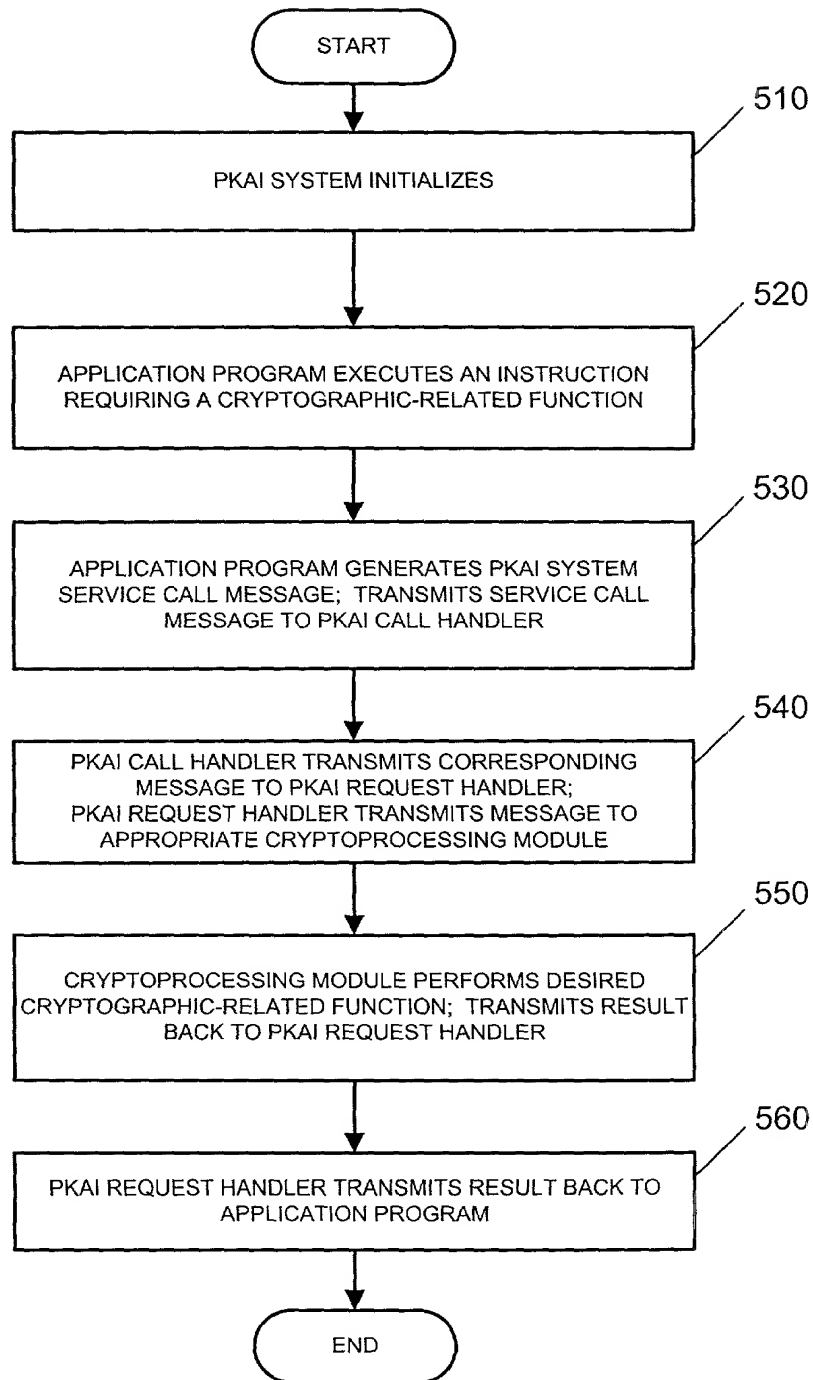 START
510
PKAI SYSTEM INITIALIZES
520
APPLICATION PROGRAM EXECUTES AN INSTRUCTION
REQUIRING A CRYPTOGRAPHIC-RELATED FUNCTION
530
APPLICATION PROGRAM GENERATES PKAI SYSTEM
SERVICE CALL MESSAGE; TRANSMITS SERVICE CALL
MESSAGE TO PKAI CALL HANDLER
540
PKAI CALL HANDLER TRANSMITS CORRESPONDING
MESSAGE TO PKAI REQUEST HANDLER;
PKAI REQUEST HANDLER TRANSMITS MESSAGE TO
APPROPRIATE CRYPTOPROCESSING MODULE
550
CRYPTOPROCESSING MODULE PERFORMS DESIRED
CRYPTOGRAPHIC-RELATED FUNCTION; TRANSMITS RESULT
BACK TO PKAI REQUEST HANDLER
560
PKAI REQUEST HANDLER TRANSMITS RESULT BACK TO
APPLICATION PROGRAM
END